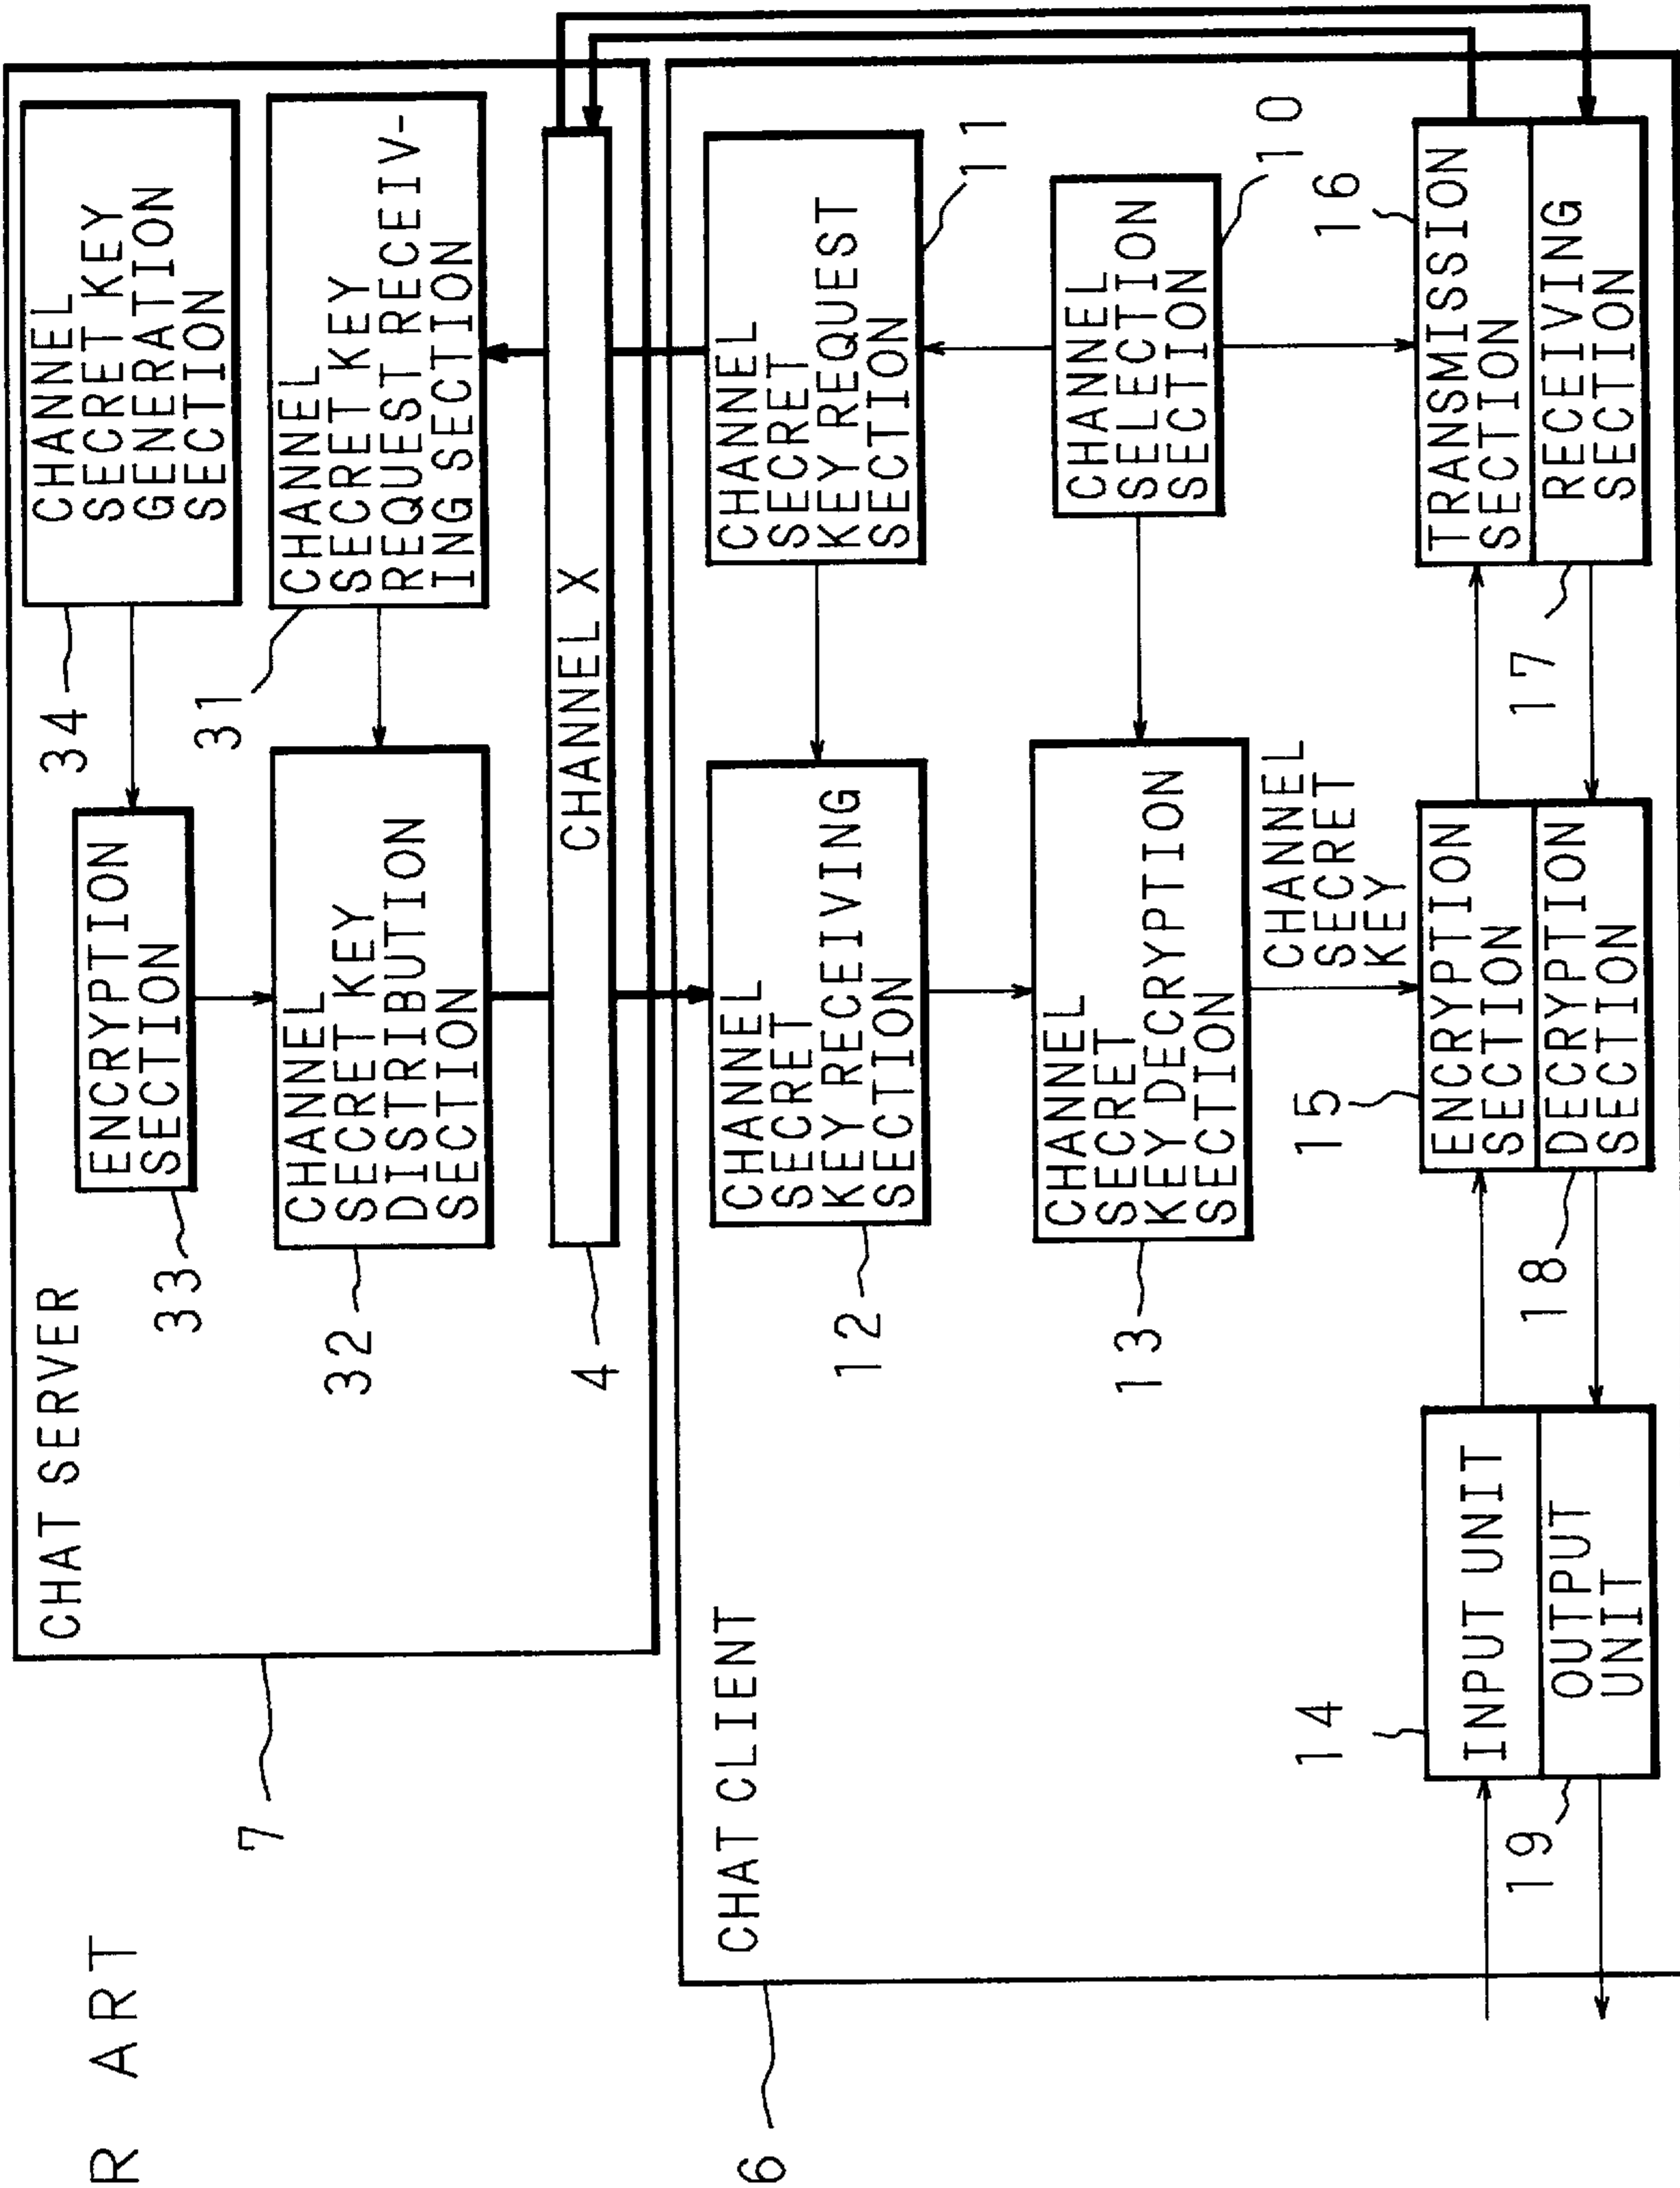 R ART
CHAT SERVER
7
33
ENCRYPTION
SECTION
34
CHANNEL
SECRET KEY
GENERATION
SECTION
32
CHANNEL
SECRET KEY
DISTRIBUTION
SECTION
31
CHANNEL
SECRET KEY
REQUEST RECEIV-
ING SECTION
4
CHANNEL X
6
CHAT CLIENT
12
CHANNEL
SECRET
KEY RECEIVING
SECTION
CHANNEL
SECRET
KEY REQUEST
SECTION
11
13
CHANNEL
SECRET
KEY DECRYPTION
SECTION
CHANNEL
SELECTION
SECTION
10
CHANNEL
SECRET
KEY
14
INPUT UNIT
15
ENCRYPTION
SECTION
16
TRANSMISSION
SECTION
19
OUTPUT
UNIT
18
DECRYPTION
SECTION
17
RECEIVING
SECTION